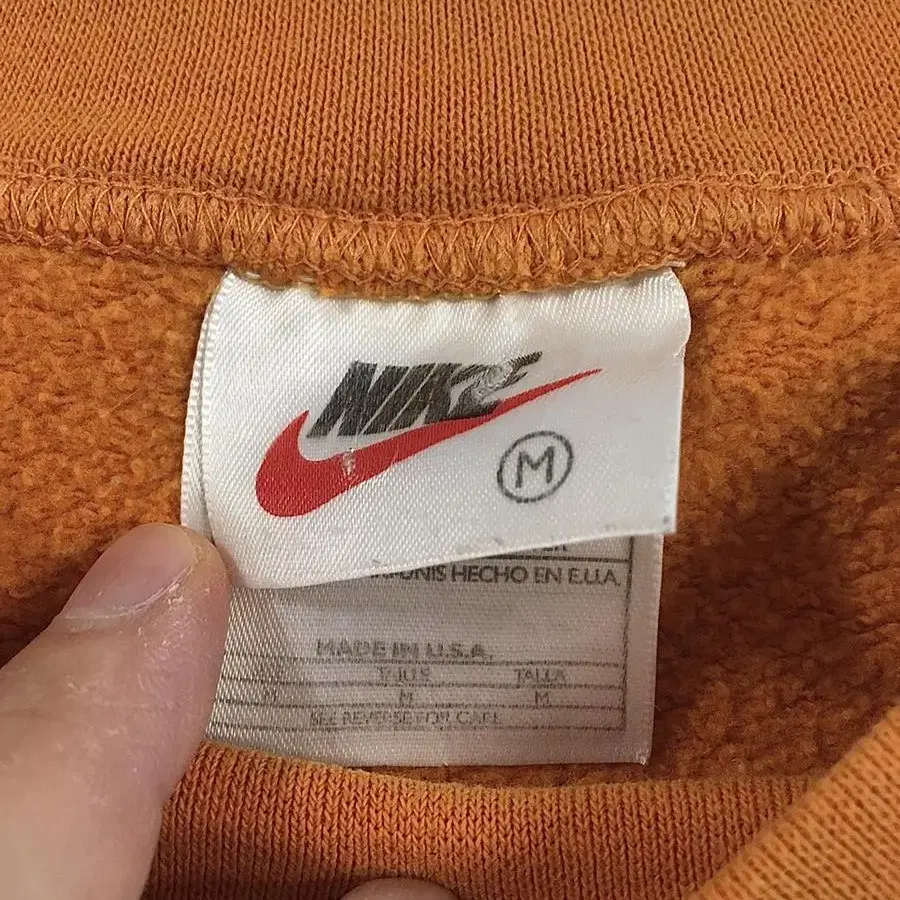 NIKE
M
UNIS HECHO EN E.U.A.
MADE IN U.S.A.
TALLA
M M
SEE REVERSE FOR CARE